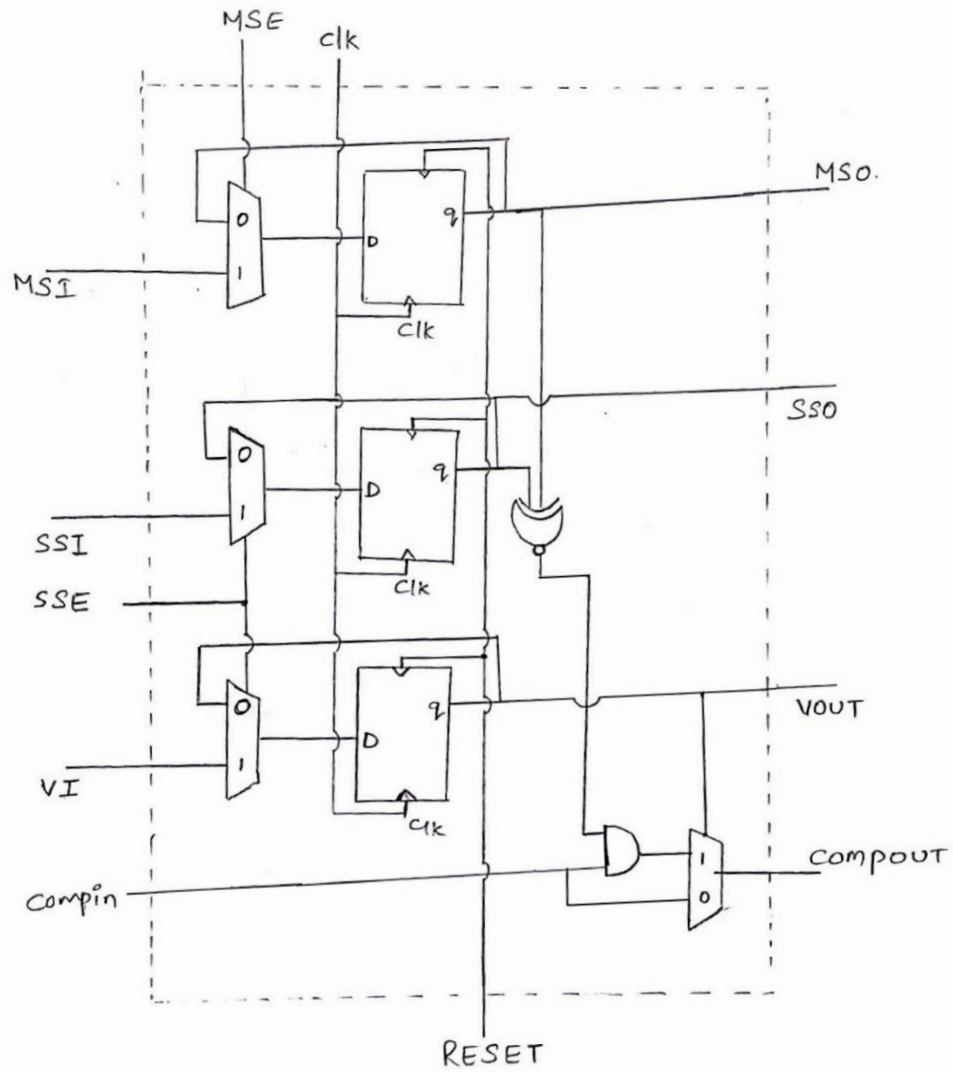 MSE
clk
MSO.
0
D
q
1
MSI
clk
SSO
0
q
D
1
SSI
clk
SSE
0
q
VOUT
D
1
VI
clk
1
COMPOUT
Compin
0
RESET